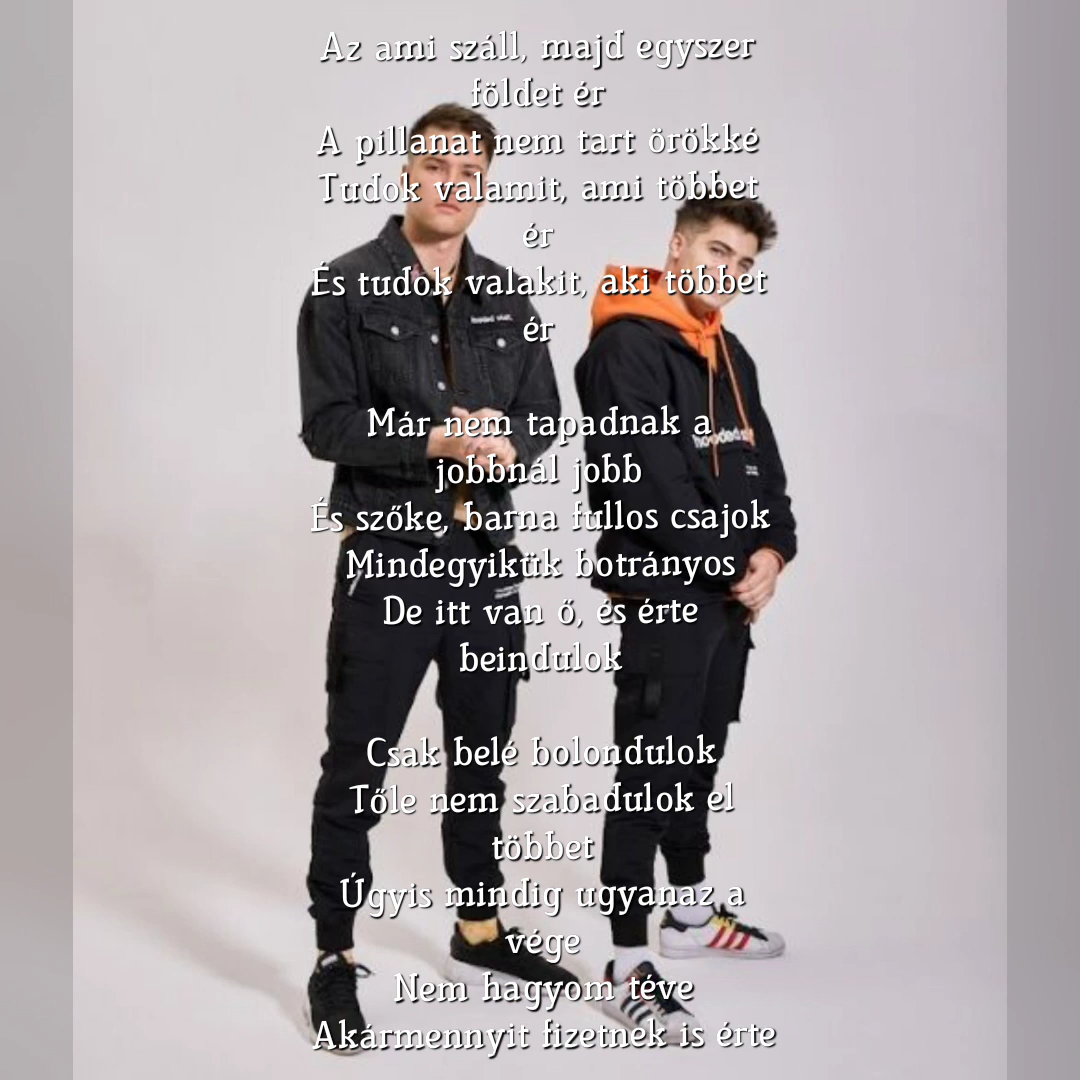 Az ami száll, majd egyszer
földet ér
A pillanat nem tart örökké
Tudok valamit, ami többet
ér
És tudok valakit, aki többet
ér
Már nem tapadnak a
jobbnál jobb
És szőke, barna fullos csajok
Mindegyikük botrányos
De itt van ő, és érte
beindulok
Csak belé bolondulok
Tőle nem szabadulok el
többet
Úgyis mindig ugyanaz a
vége
Nem hagyom téve
Akármennyit fizetnek is érte